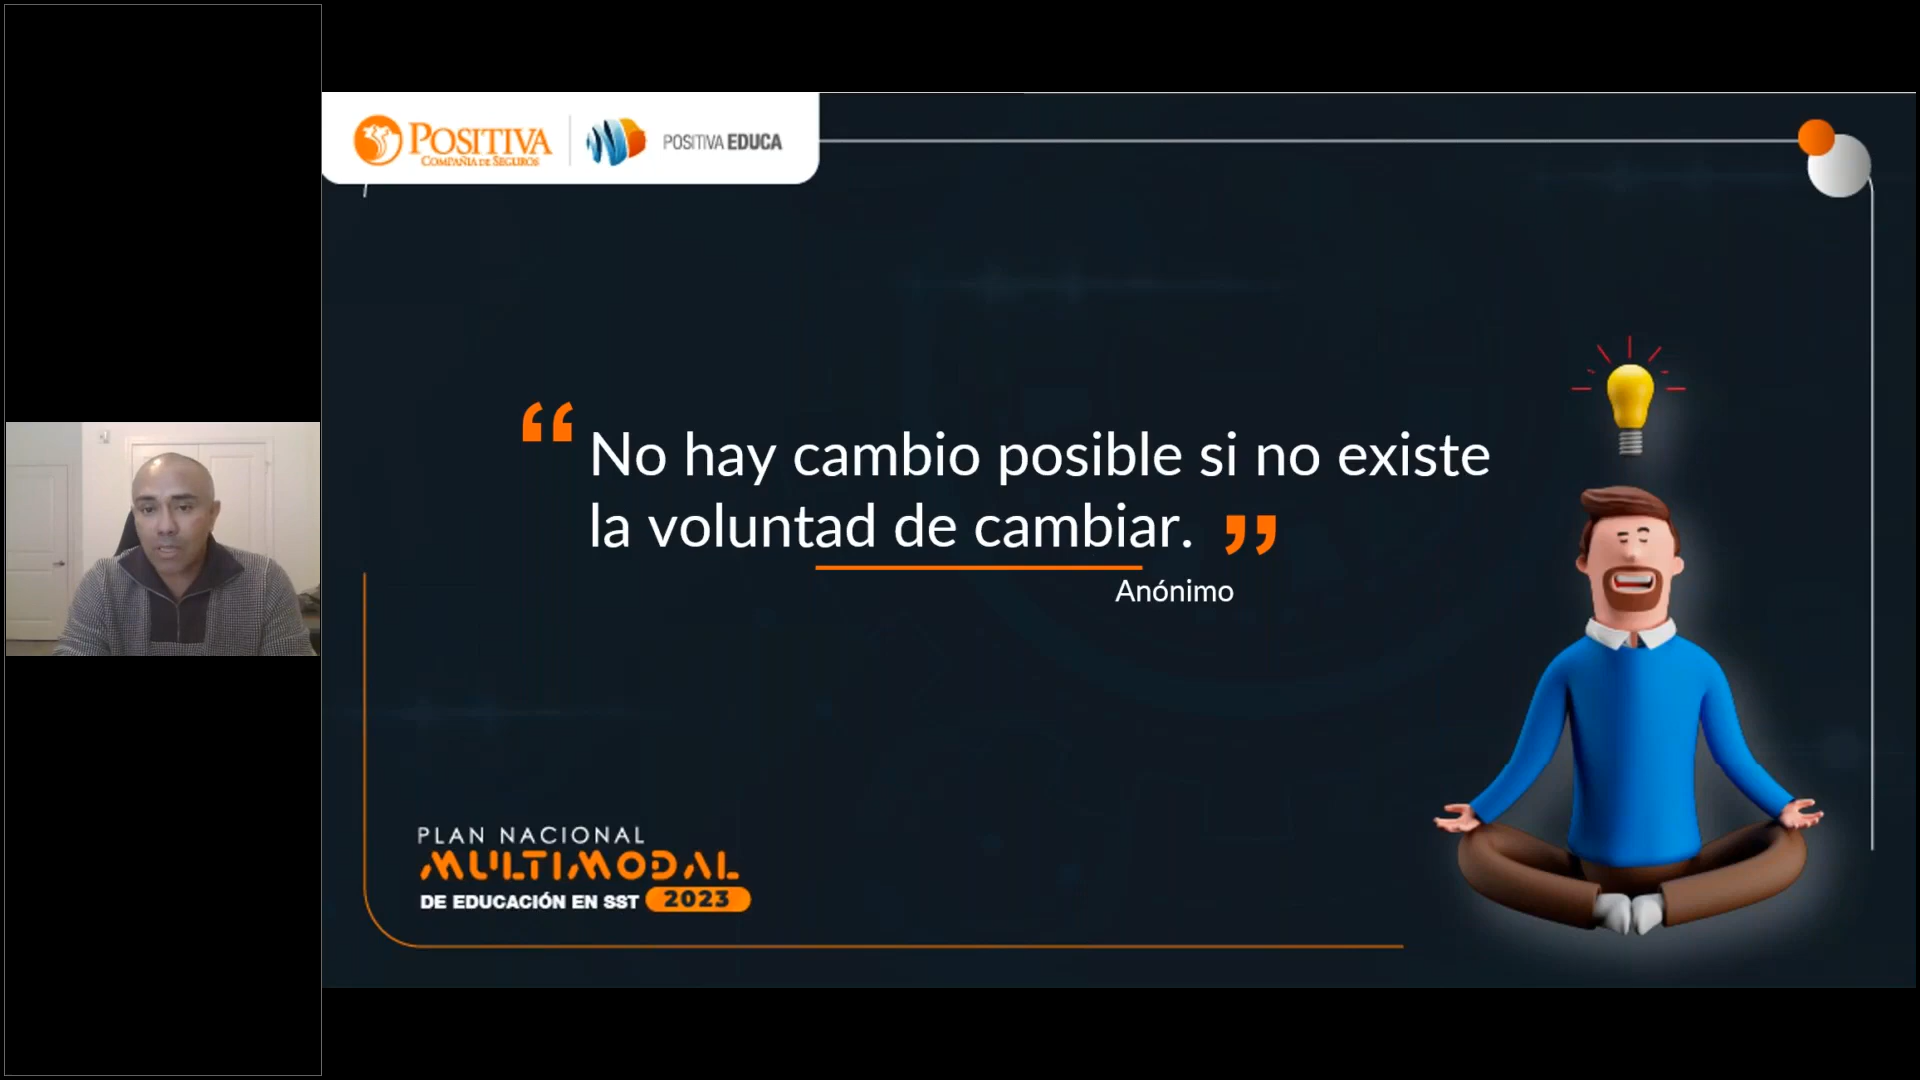 POSITIVA
COMPAÑIA DE SEGUROS
POSITIVA EDUCA
“ No hay cambio posible si no existe
la voluntad de cambiar. ”
Anónimo
PLAN NACIONAL
MULTIMODAL
DE EDUCACIÓN EN SST 2023